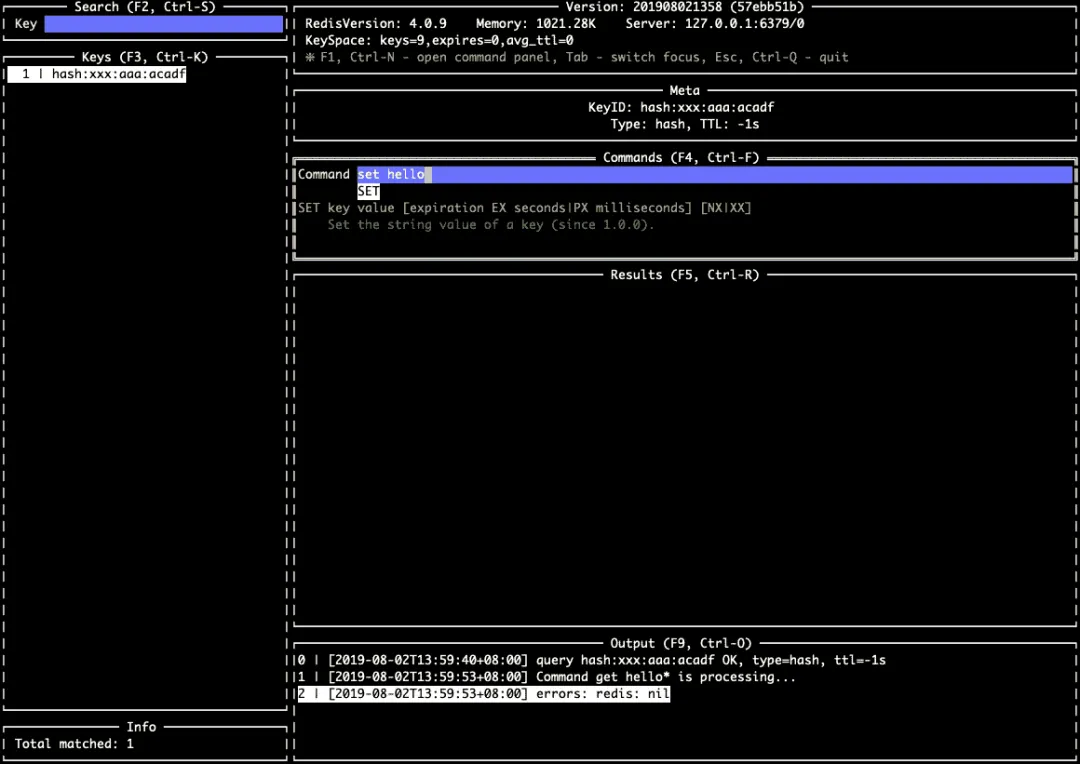 Search (F2, Ctrl-S)
Key
Keys (F3, Ctrl-K)
1 | hash:xxx:aaa:acadf
Info
Total matched: 1
Version: 201908021358 (57ebb51b)
RedisVersion: 4.0.9 Memory: 1021.28K Server: 127.0.0.1:6379/0
KeySpace: keys=9,expires=0,avg_ttl=0
※ F1, Ctrl-N - open command panel, Tab - switch focus, Esc, Ctrl-Q - quit
Meta
KeyID: hash:xxx:aaa:acadf
Type: hash, TTL: -1s
Commands (F4, Ctrl-F)
Command set hello
SET
SET key value [expiration EX seconds|PX milliseconds] [NX|XX]
Set the string value of a key (since 1.0.0).
Results (F5, Ctrl-R)
Output (F9, Ctrl-O)
0 | [2019-08-02T13:59:40+08:00] query hash:xxx:aaa:acadf OK, type=hash, ttl=-1s
1 | [2019-08-02T13:59:53+08:00] Command get hello* is processing...
2 | [2019-08-02T13:59:53+08:00] errors: redis: nil